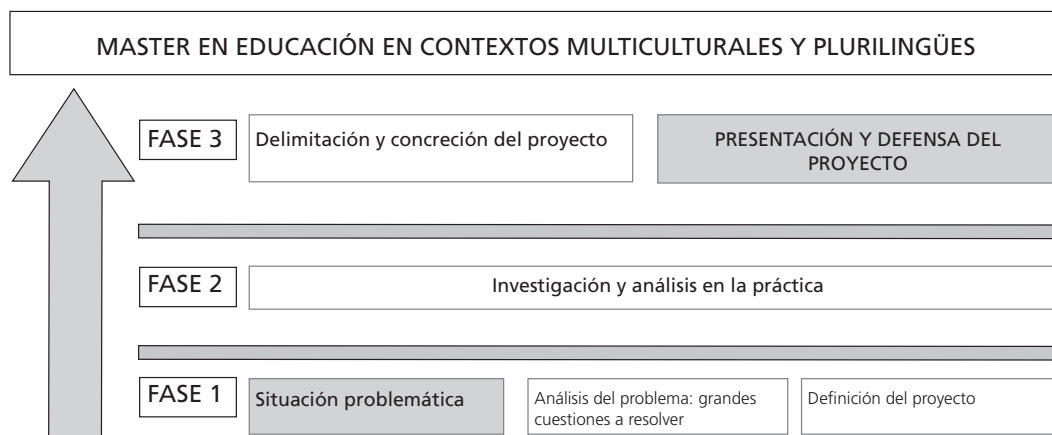 MASTER EN EDUCACIÓN EN CONTEXTOS MULTICULTURALES Y PLURILINGÜES
FASE 3
Delimitación y concreción del proyecto
PRESENTACIÓN Y DEFENSA DEL
PROYECTO
FASE 2
Investigación y análisis en la práctica
FASE 1
Situación problemática
Análisis del problema: grandes
cuestiones a resolver
Definición del proyecto